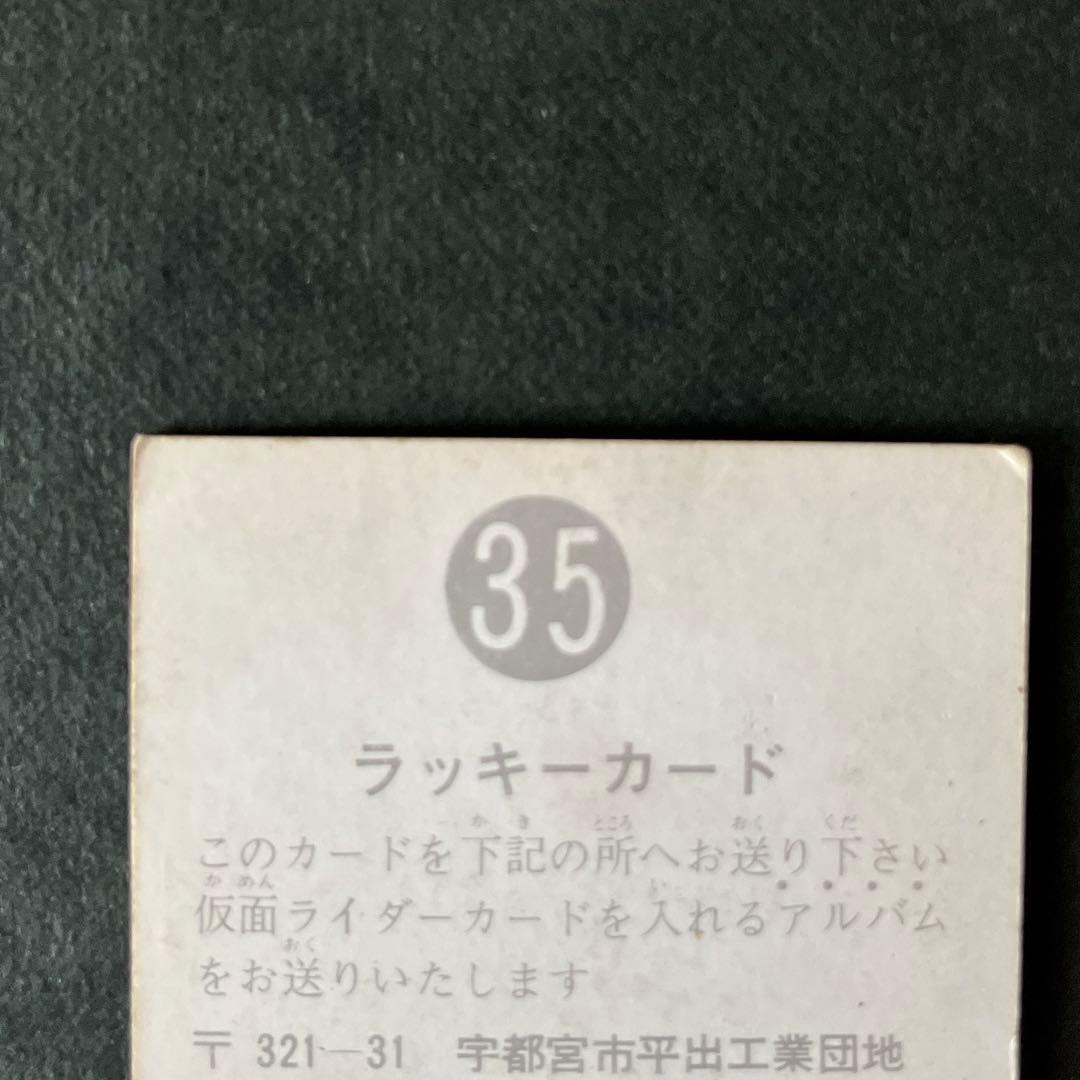 35
ラッキーカード
このカードを下記の所へお送り下さい
仮面ライダーカードを入れるアルバム
をお送りいたします
〒 321-31 宇都宮市平出工業団地